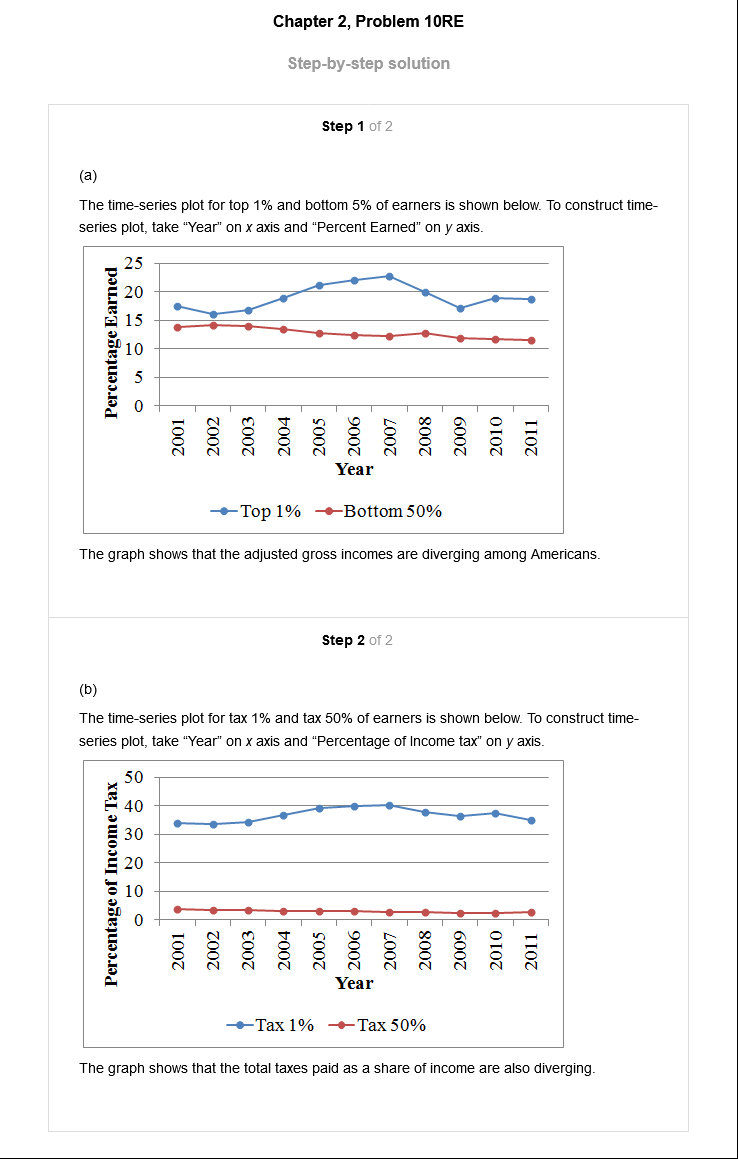 Chapter 2, Problem 10RE
Step-by-step solution
Step 1 of 2
(a)
The time-series plot for top 1% and bottom 5% of earners is shown below. To construct time-
series plot, take “Year” on x axis and “Percent Earned” on y axis.
Percentage Earned
25
20
15
10
5
0
2001
2002
2003
2004
2005
2006
2007
2008
2009
2010
2011
Year
Top 1%
Bottom 50%
The graph shows that the adjusted gross incomes are diverging among Americans.
Step 2 of 2
(b)
The time-series plot for tax 1% and tax 50% of earners is shown below. To construct time-
series plot, take “Year” on x axis and “Percentage of Income tax” on y axis.
Percentage of Income Tax
50
40
30
20
10
0
2001
2002
2003
2004
2005
2006
2007
2008
2009
2010
2011
Year
Tax 1%
Tax 50%
The graph shows that the total taxes paid as a share of income are also diverging.